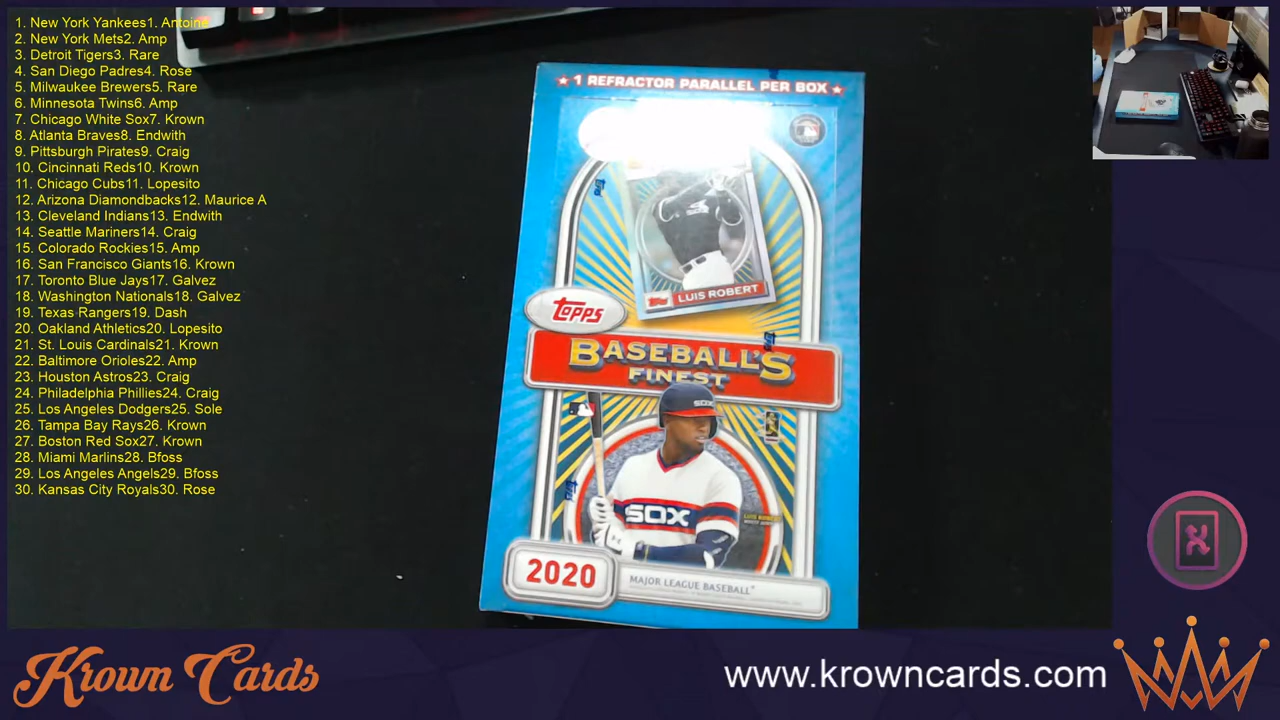 1. New York Yankees1. Antoine
2. New York Mets2. Amp
3. Detroit Tigers3. Rare
4. San Diego Padres4. Rose
5. Milwaukee Brewers5. Rare
6. Minnesota Twins6. Amp
7. Chicago White Sox7. Krown
8. Atlanta Braves8. Endwith
9. Pittsburgh Pirates9. Craig
10. Cincinnati Reds10. Krown
11. Chicago Cubs11. Lopesito
12. Arizona Diamondbacks12. Maurice A
13. Cleveland Indians13. Endwith
14. Seattle Mariners14. Craig
15. Colorado Rockies15. Amp
16. San Francisco Giants16. Krown
17. Toronto Blue Jays17. Galvez
18. Washington Nationals18. Galvez
19. Texas Rangers19. Dash
20. Oakland Athletics20. Lopesito
21. St. Louis Cardinals21. Krown
22. Baltimore Orioles22. Amp
23. Houston Astros23. Craig
24. Philadelphia Phillies24. Craig
25. Los Angeles Dodgers25. Sole
26. Tampa Bay Rays26. Krown
27. Boston Red Sox27. Krown
28. Miami Marlins28. Bfoss
29. Los Angeles Angels29. Bfoss
30. Kansas City Royals30. Rose
1 REFRACTOR PARALLEL PER BOX
LUIS ROBERT
Topps
BASEBALL'S
FINEST
SOX
SOX
2020
MAJOR LEAGUE BASEBALL
Krown Cards
www.krowncards.com